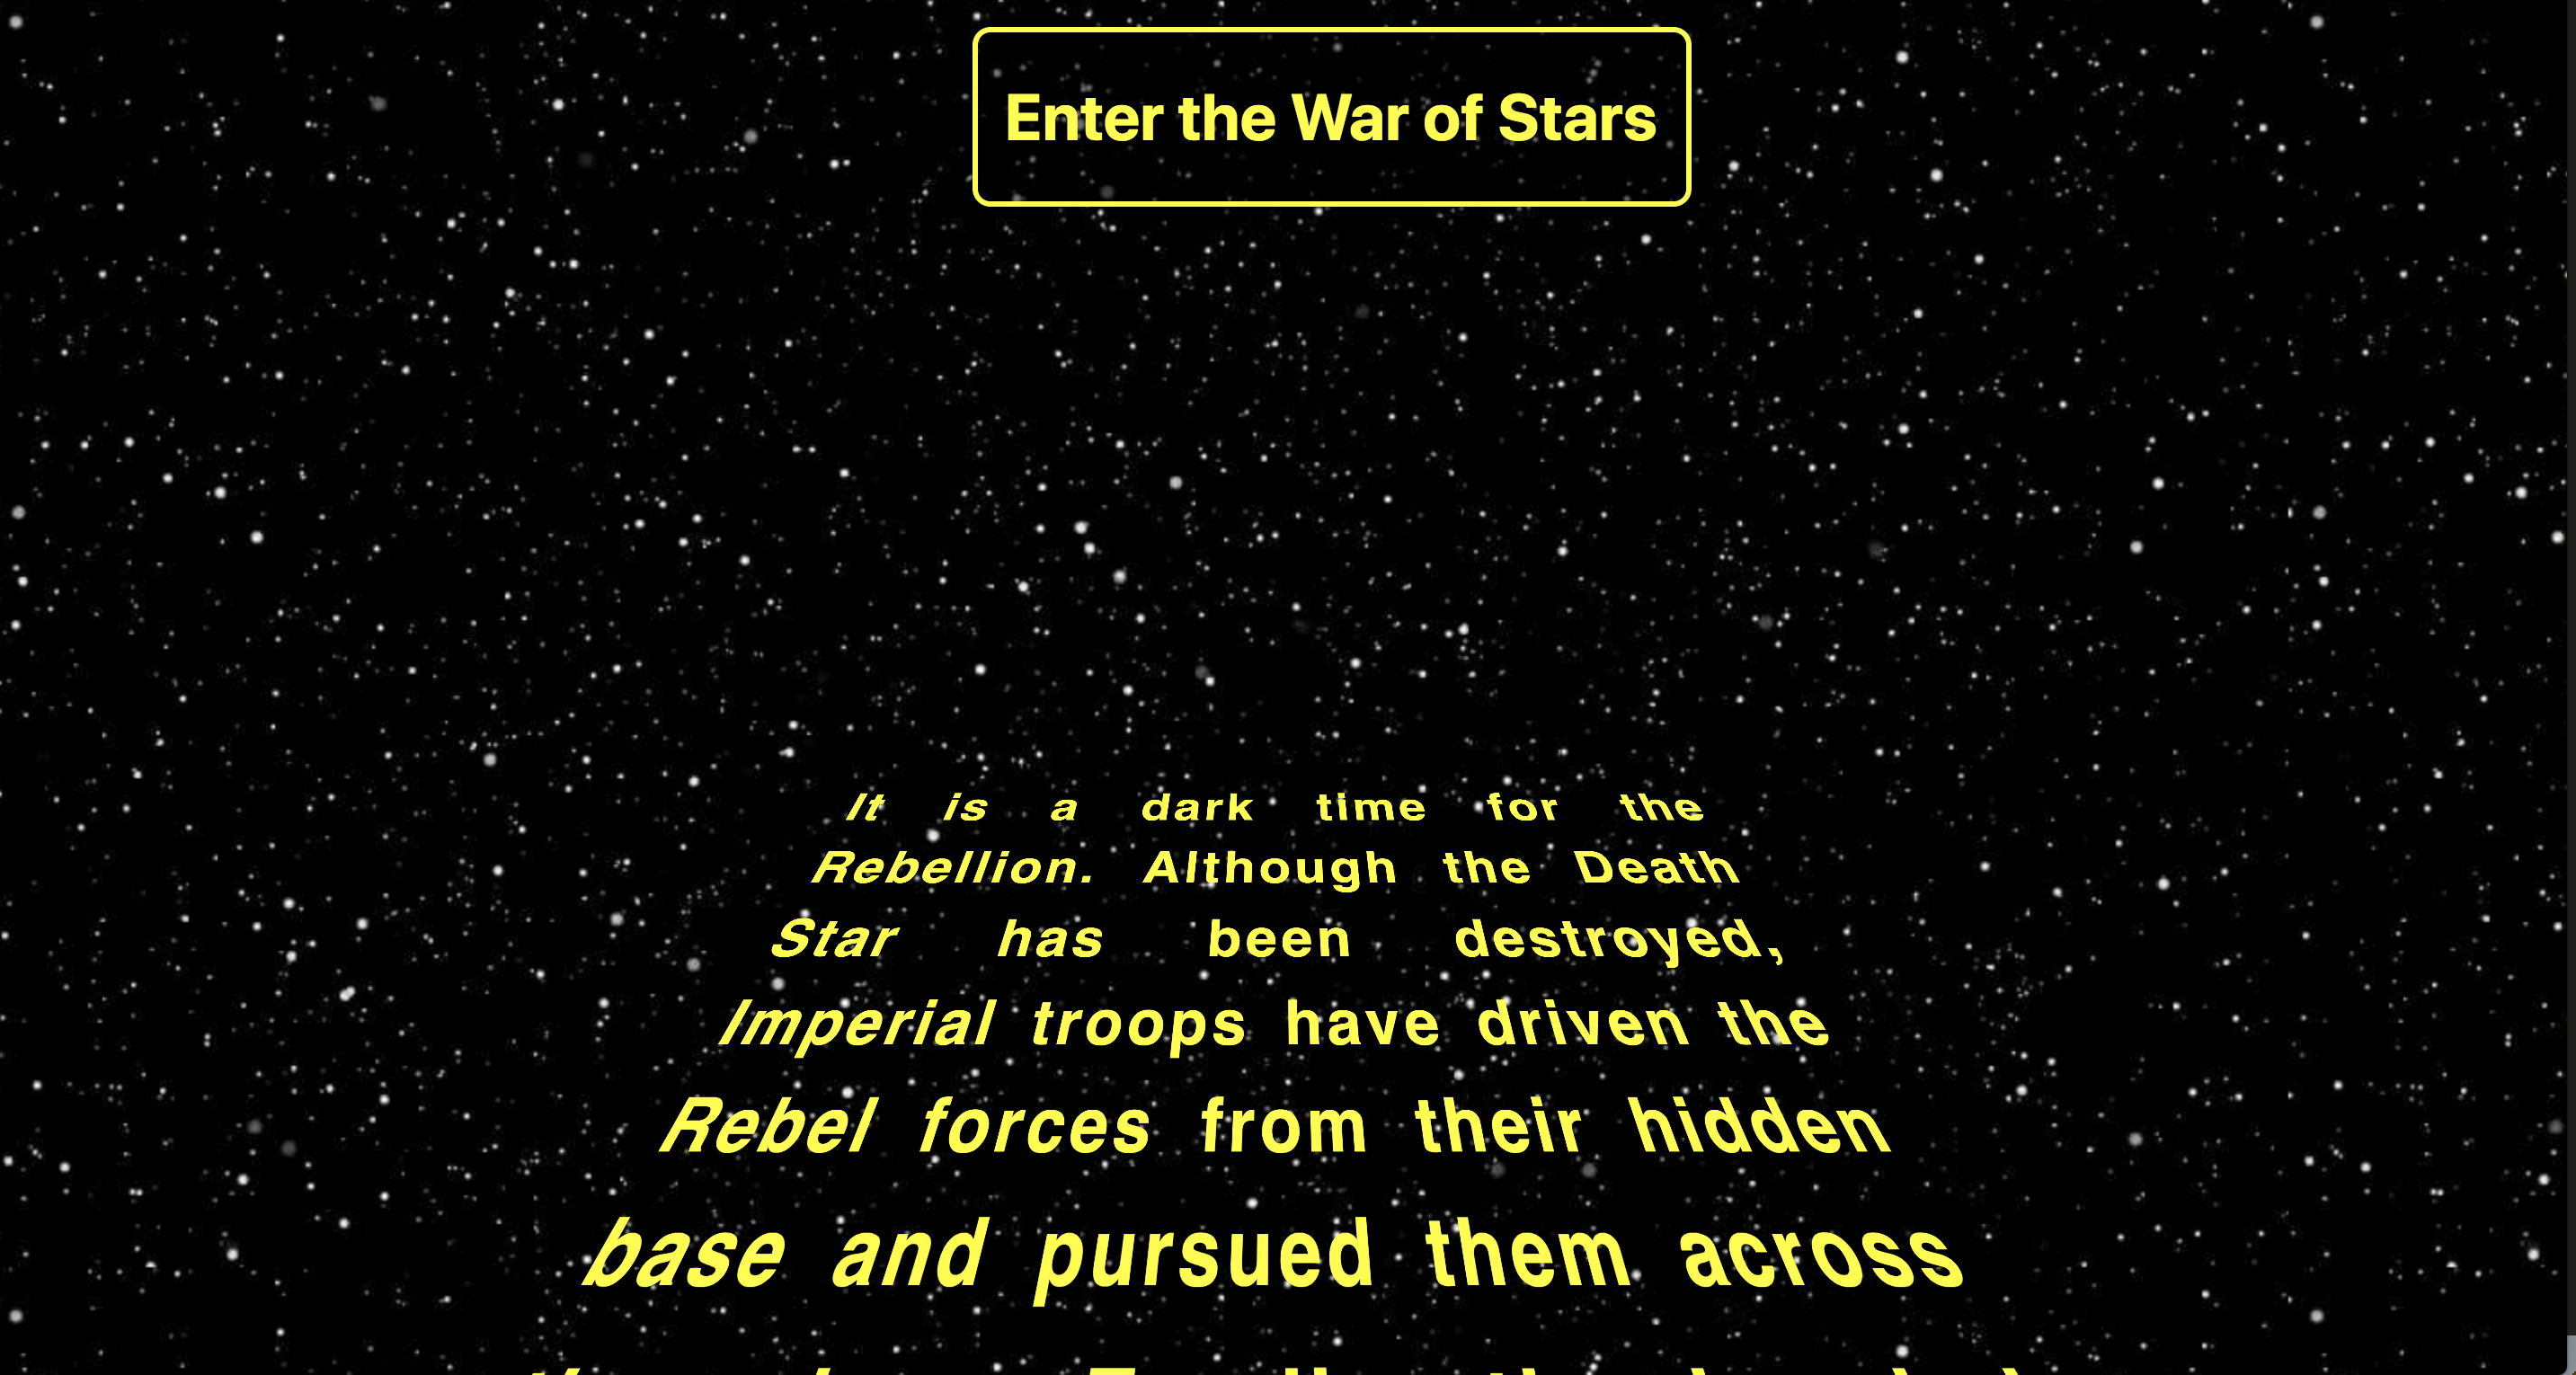 Enter the War of Stars
It is a dark time for the
Rebellion. Although the Death
Star has been destroyed,
Imperial troops have driven the
Rebel forces from their hidden
base and pursued them across